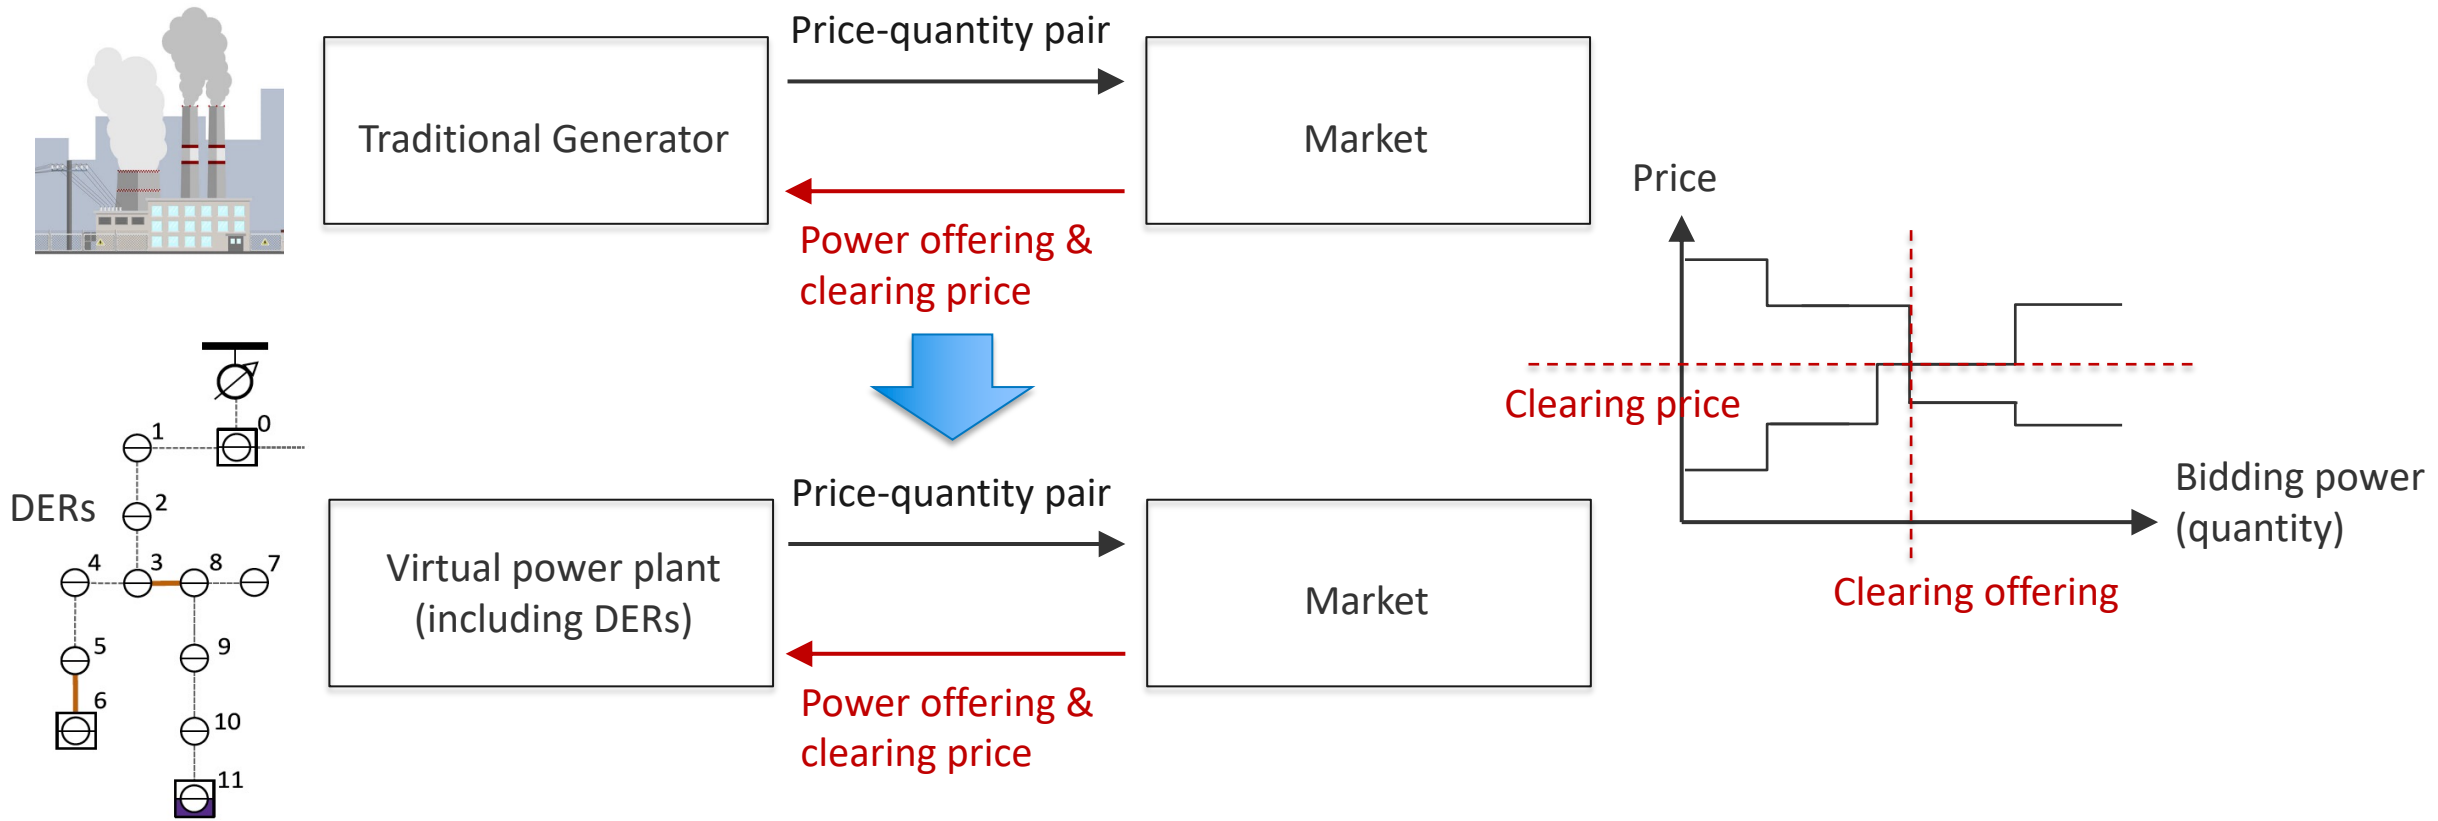 Price-quantity pair
Traditional Generator
Market
Power offering &
clearing price
Price
Clearing price
Bidding power
(quantity)
Clearing offering
DERs
0
1
2
4
3
8
7
5
9
6
10
11
Price-quantity pair
Virtual power plant
(including DERs)
Market
Power offering &
clearing price